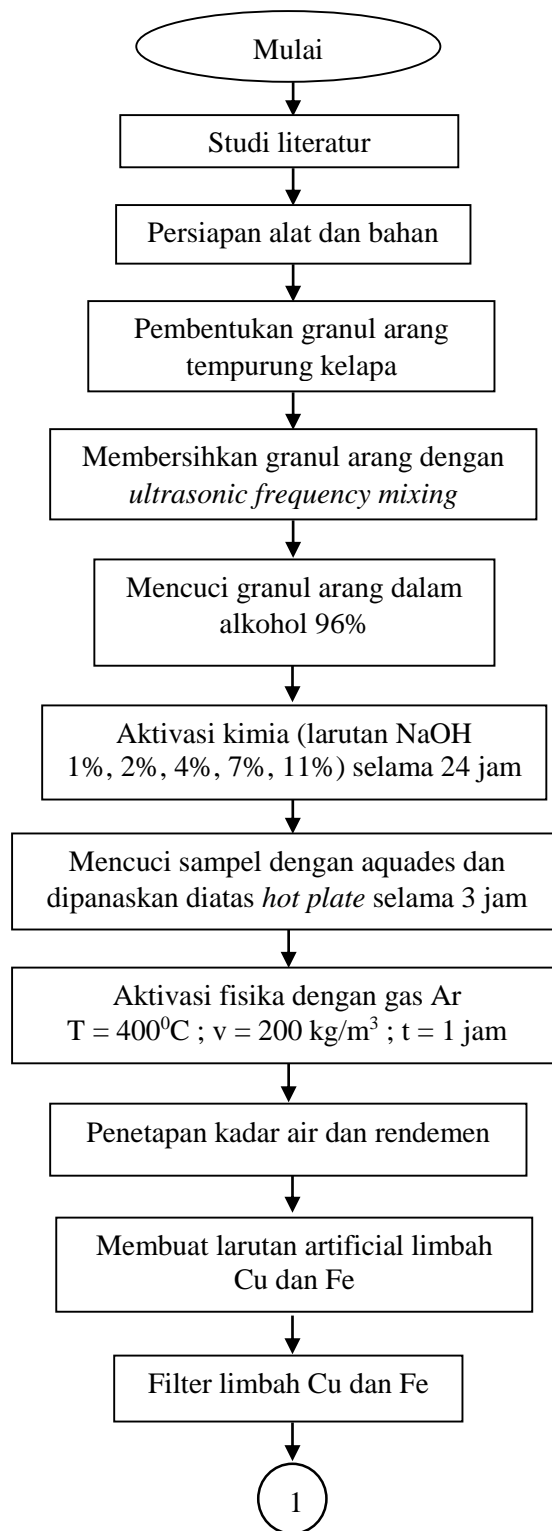 Mulai
Studi literatur
Persiapan alat dan bahan
Pembentukan granul arang
tempurung kelapa
Membersihkan granul arang dengan
ultrasonic frequency mixing
Mencuci granul arang dalam
alkohol 96%
Aktivasi kimia (larutan NaOH
1%, 2%, 4%, 7%, 11%) selama 24 jam
Mencuci sampel dengan aquades dan
dipanaskan diatas hot plate selama 3 jam
Aktivasi fisika dengan gas Ar
T = 400⁰C ; v = 200 kg/m³ ; t = 1 jam
Penetapan kadar air dan rendemen
Membuat larutan artificial limbah
Cu dan Fe
Filter limbah Cu dan Fe
1